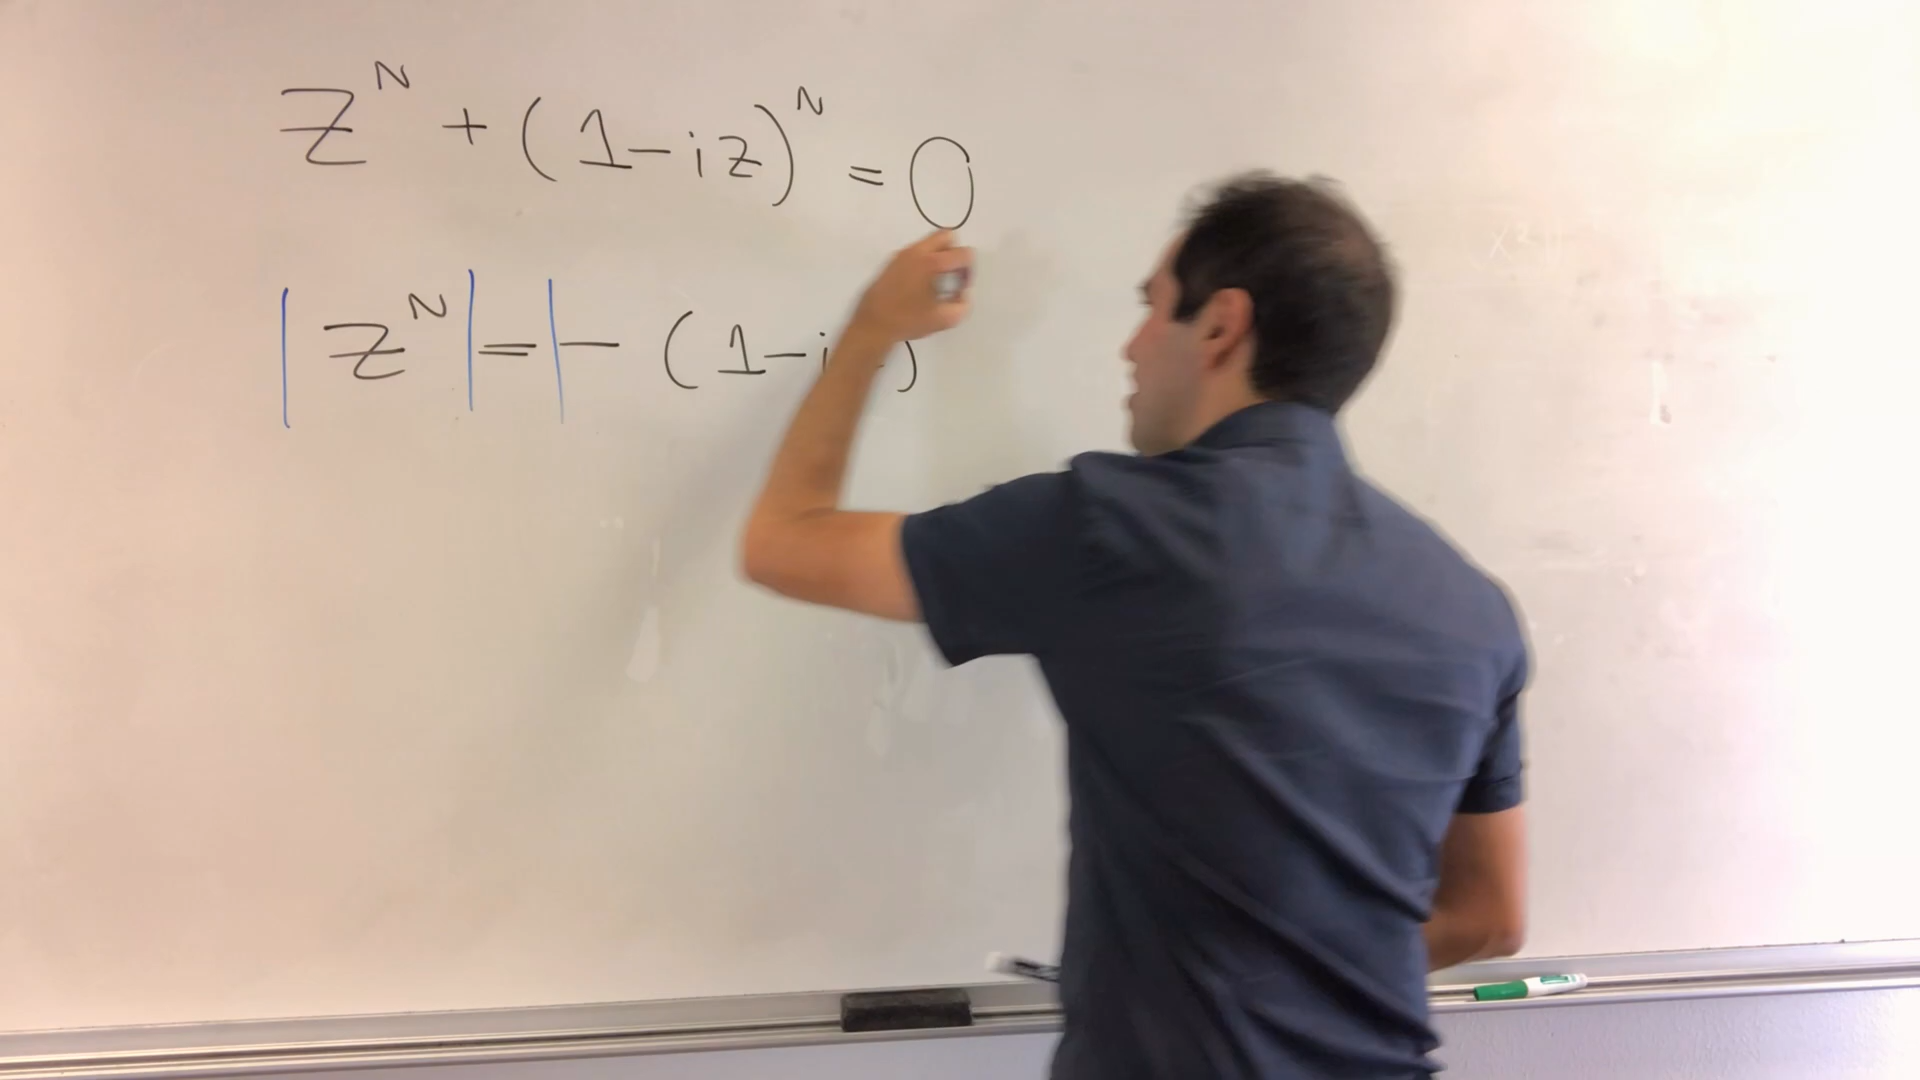 z^N + (1-iz)^N = 0
|z^N| = |- (1-i )